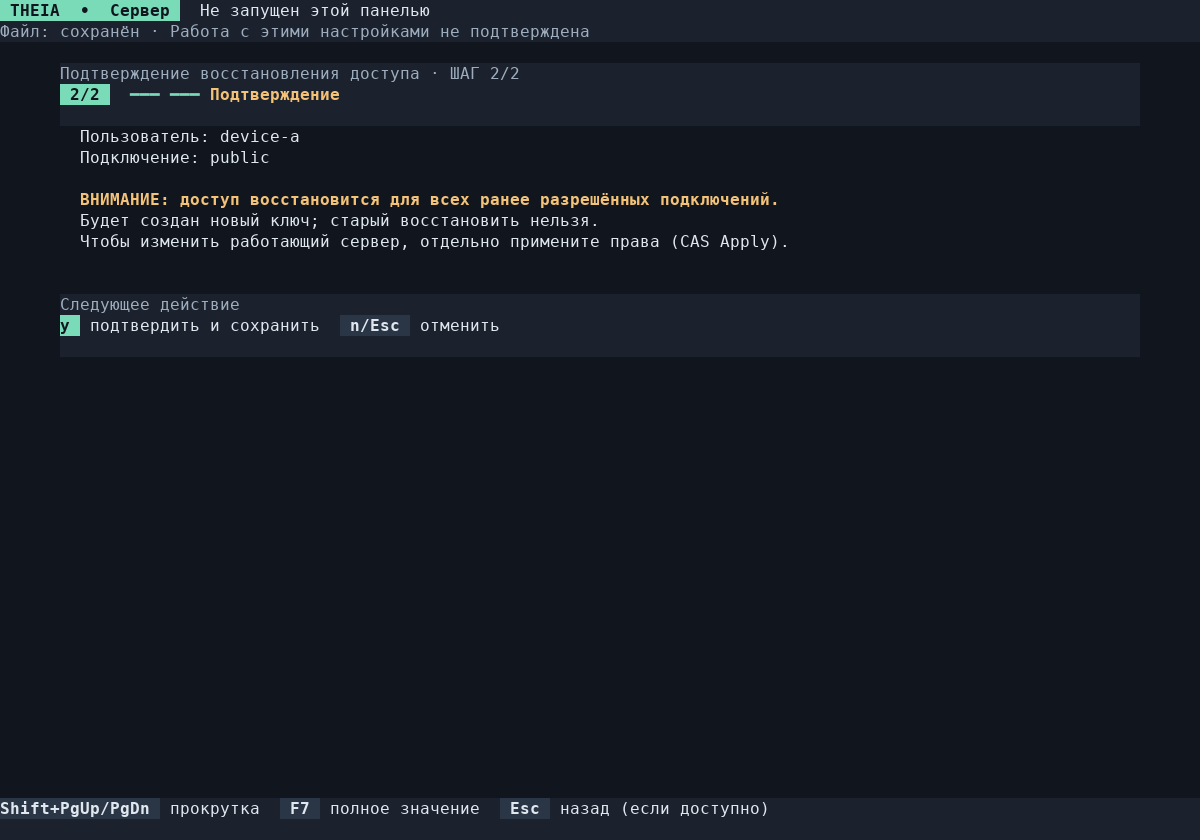 THEIA • Сервер Не запущен этой панелью
Файл: сохранён · Работа с этими настройками не подтверждена
Подтверждение восстановления доступа · ШАГ 2/2
2/2 ━━━ ━━━ Подтверждение
Пользователь: device-a
Подключение: public
ВНИМАНИЕ: доступ восстановится для всех ранее разрешённых подключений.
Будет создан новый ключ; старый восстановить нельзя.
Чтобы изменить работающий сервер, отдельно примените права (CAS Apply).
Следующее действие
y подтвердить и сохранить n/Esc отменить
Shift+PgUp/PgDn прокрутка F7 полное значение Esc назад (если доступно)